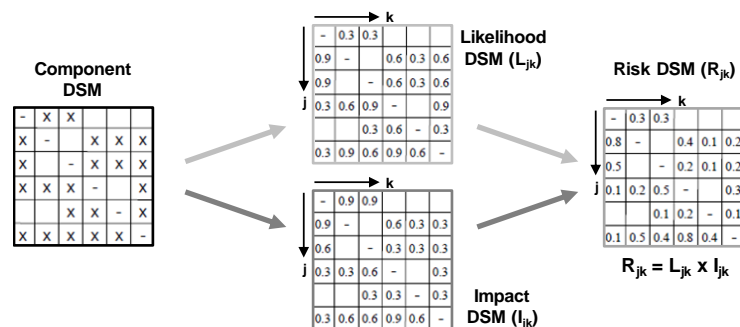 Component
DSM
- X X
X - X X X
X - X X X
X X X - X
X X - X
X X X X X -
k
j
- 0.3 0.3
0.9 - 0.6 0.3 0.6
0.9 - 0.6 0.3 0.6
0.3 0.6 0.9 - 0.9
0.3 0.6 - 0.3
0.3 0.9 0.6 0.9 0.6 -
Likelihood
DSM (Ljk)
k
j
- 0.9 0.9
0.9 - 0.6 0.3 0.3
0.6 - 0.3 0.3 0.3
0.3 0.3 0.6 - 0.3
0.3 0.3 - 0.3
0.3 0.6 0.6 0.9 0.6 -
Impact
DSM (Ijk)
Risk DSM (Rjk)
k
j
- 0.3 0.3
0.8 - 0.4 0.1 0.2
0.5 - 0.2 0.1 0.2
0.1 0.2 0.5 - 0.3
0.1 0.2 - 0.1
0.1 0.5 0.4 0.8 0.4 -
Rjk = Ljk x Ijk